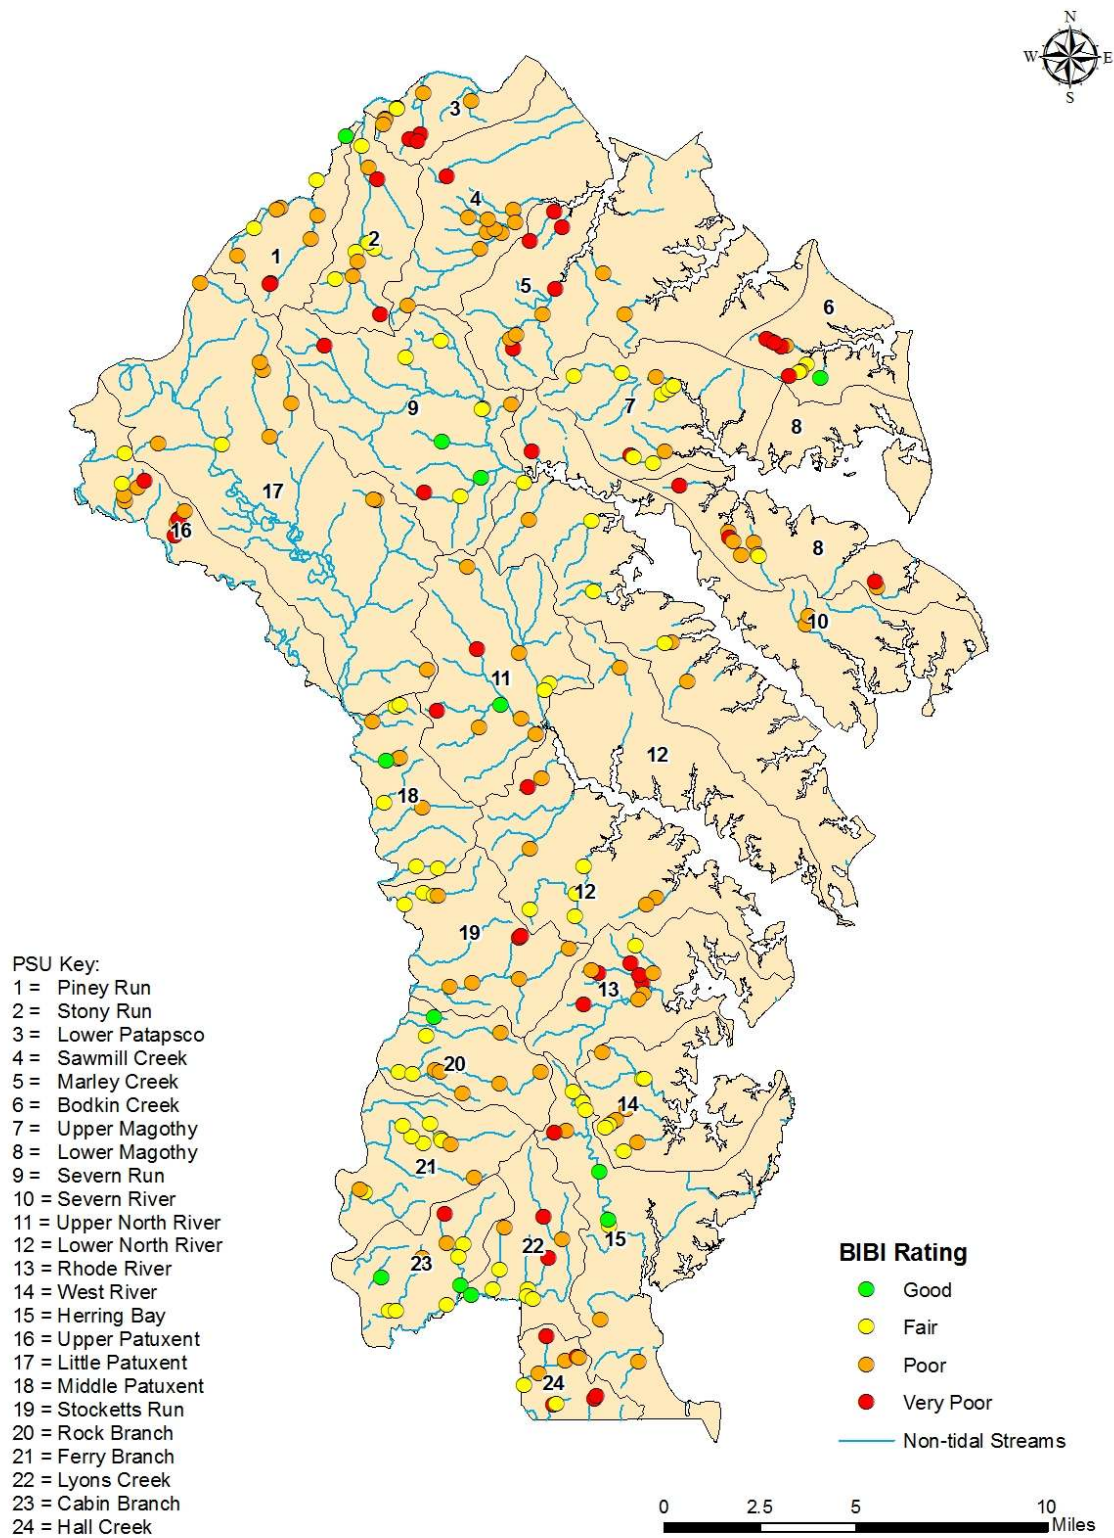 N
W E
S
3
4
2
1
5
6
9
7
8
17
16
8
10
11
12
18
12
19
13
20
14
21
15
22
23
24
PSU Key:
1 = Piney Run
2 = Stony Run
3 = Lower Patapsco
4 = Sawmill Creek
5 = Marley Creek
6 = Bodkin Creek
7 = Upper Magothy
8 = Lower Magothy
9 = Severn Run
10 = Severn River
11 = Upper North River
12 = Lower North River
13 = Rhode River
14 = West River
15 = Herring Bay
16 = Upper Patuxent
17 = Little Patuxent
18 = Middle Patuxent
19 = Stocketts Run
20 = Rock Branch
21 = Ferry Branch
22 = Lyons Creek
23 = Cabin Branch
24 = Hall Creek
BIBI Rating
Good
Fair
Poor
Very Poor
Non-tidal Streams
0 2.5 5 10
Miles